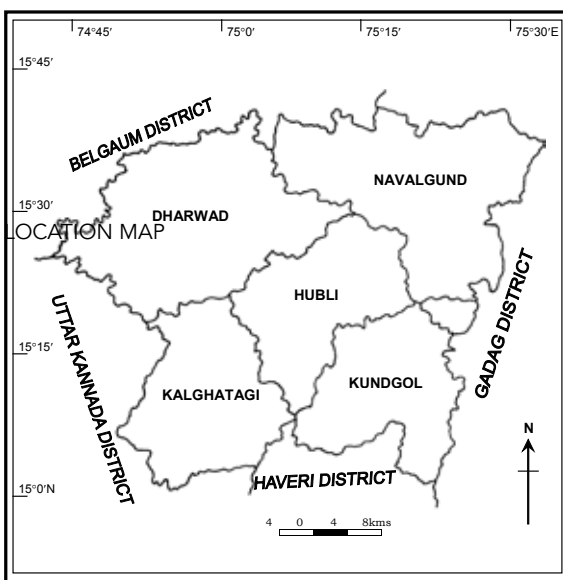 74°45′ 75°0′ 75°15′ 75°30′E
15°45′
BELGAUM DISTRICT
NAVALGUND
15°30′
DHARWAD
LOCATION MAP
HUBLI
UTTAR KANNADA DISTRICT
GADAG DISTRICT
15°15′
KALGHATAGI
KUNDGOL
N
15°0′N
HAVERI DISTRICT
4 0 4 8kms